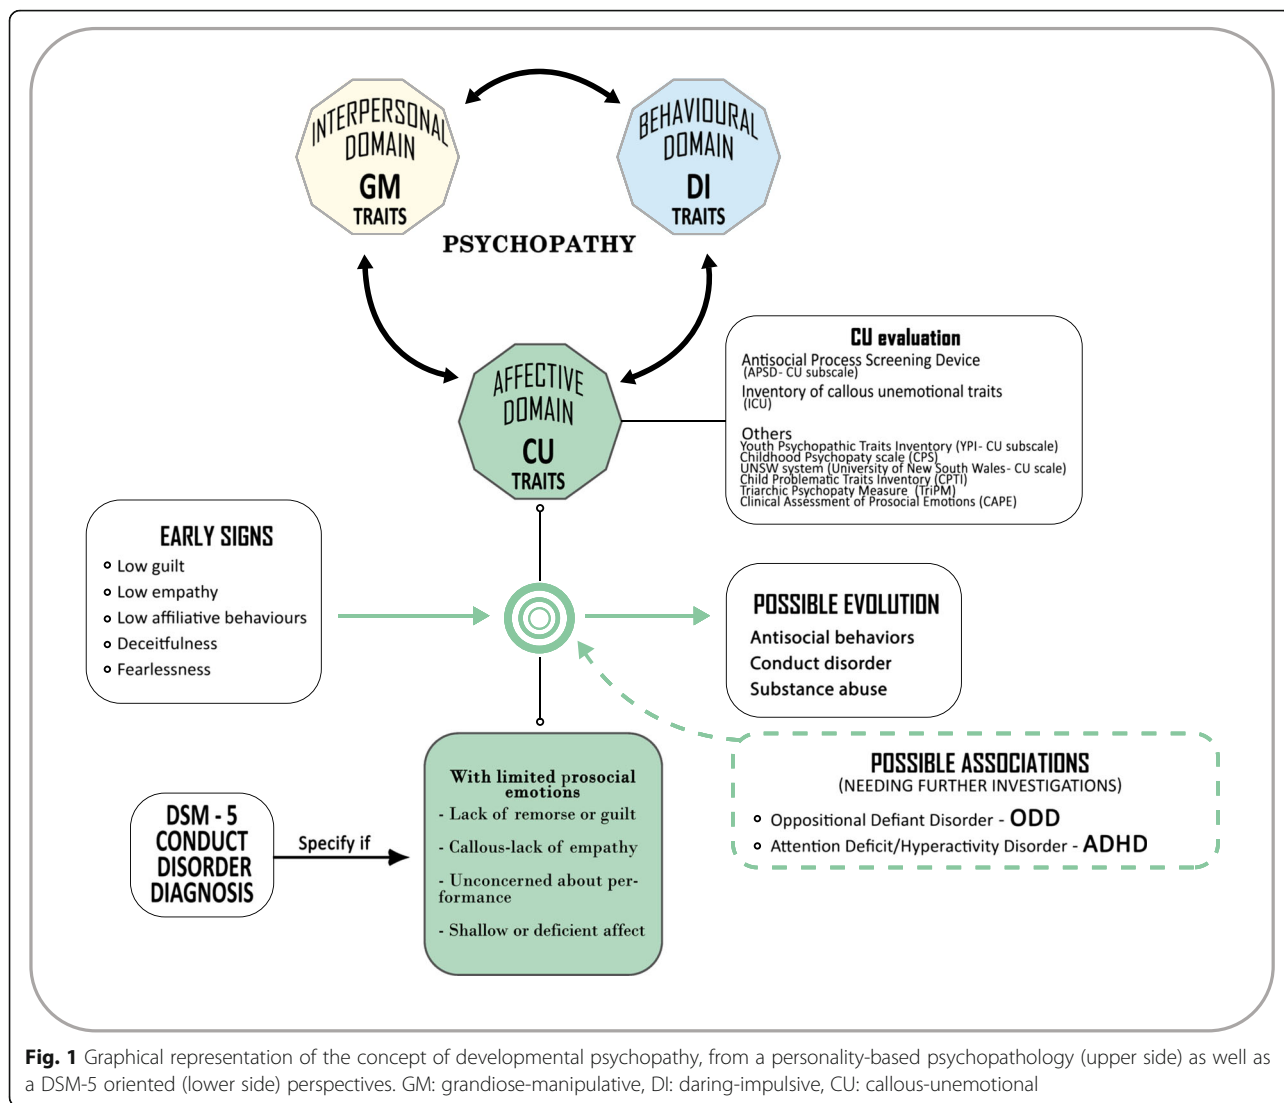 INTERPERSONAL
DOMAIN
GM
TRAITS
BEHAVIOURAL
DOMAIN
DI
TRAITS
PSYCHOPATHY
AFFECTIVE
DOMAIN
CU
TRAITS
CU evaluation
Antisocial Process Screening Device
(APSD- CU subscale)
Inventory of callous unemotional traits
(ICU)
Others
Youth Psychopathic Traits Inventory (YPI- CU subscale)
Childhood Psychopaty scale (CPS)
UNSW system (University of New South Wales- CU scale)
Child Problematic Traits Inventory (CPTI)
Triarchic Psychopaty Measure (TriPM)
Clinical Assessment of Prosocial Emotions (CAPE)
EARLY SIGNS
Low guilt
Low empathy
Low affiliative behaviours
Deceitfulness
Fearlessness
POSSIBLE EVOLUTION
Antisocial behaviors
Conduct disorder
Substance abuse
POSSIBLE ASSOCIATIONS
(NEEDING FURTHER INVESTIGATIONS)
Oppositional Defiant Disorder - ODD
Attention Deficit/Hyperactivity Disorder - ADHD
DSM - 5
CONDUCT
DISORDER
DIAGNOSIS
Specify if
With limited prosocial
emotions
- Lack of remorse or guilt
- Callous-lack of empathy
- Unconcerned about per-
formance
- Shallow or deficient affect
Fig. 1 Graphical representation of the concept of developmental psychopathy, from a personality-based psychopathology (upper side) as well as
a DSM-5 oriented (lower side) perspectives. GM: grandiose-manipulative, DI: daring-impulsive, CU: callous-unemotional